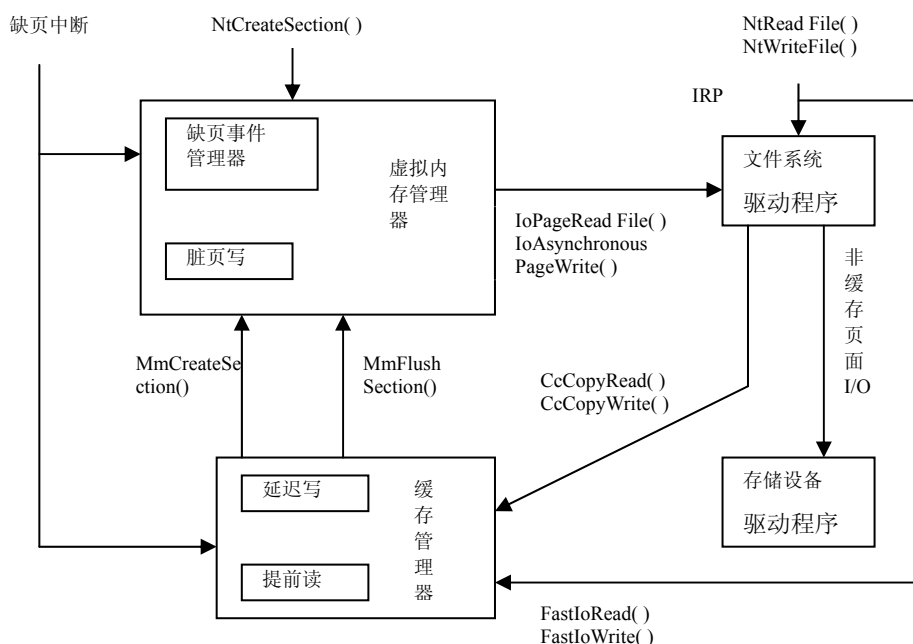 缺页中断
NtCreateSection( )
NtRead File( )
NtWriteFile( )
IRP
缺页事件
管理器
虚拟内
存管理
器
脏页写
文件系统
驱动程序
IoPageRead File( )
IoAsynchronous
PageWrite( )
非
缓
存
页
面
I/O
MmCreateSe
ction()
MmFlush
Section()
CcCopyRead( )
CcCopyWrite( )
延迟写
提前读
缓
存
管
理
器
存储设备
驱动程序
FastIoRead( )
FastIoWrite( )